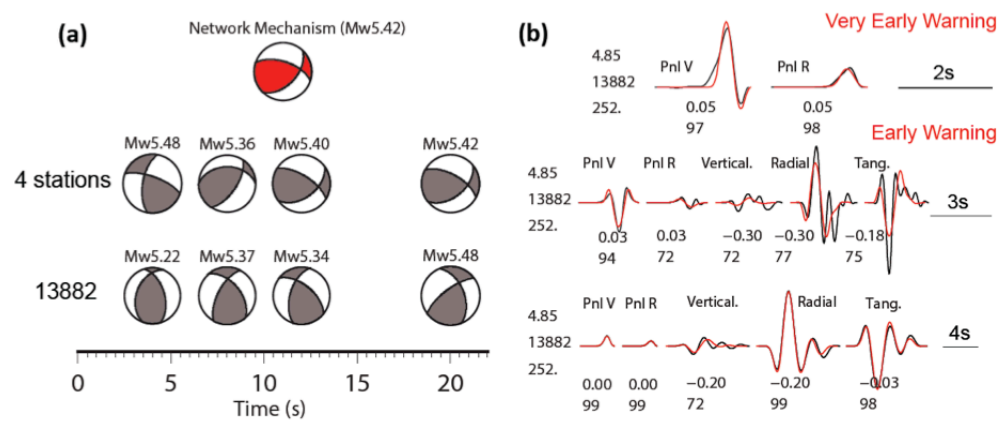 (a)
Network Mechanism (Mw5.42)
Mw5.48 Mw5.36 Mw5.40 Mw5.42
4 stations
Mw5.22 Mw5.37 Mw5.34 Mw5.48
13882
0 5 10 15 20
Time (s)
(b)
Very Early Warning
4.85
13882
252.
Pnl V Pnl R
2s
0.05 0.05
97 98
Early Warning
Pnl V Pnl R Vertical. Radial Tang.
4.85
13882
252.
3s
0.03 0.03 −0.30 −0.30 −0.18
94 72 72 77 75
Pnl V Pnl R Vertical. Radial Tang.
4.85
13882
252.
4s
0.00 0.00 −0.20 −0.20 −0.03
99 99 72 99 98